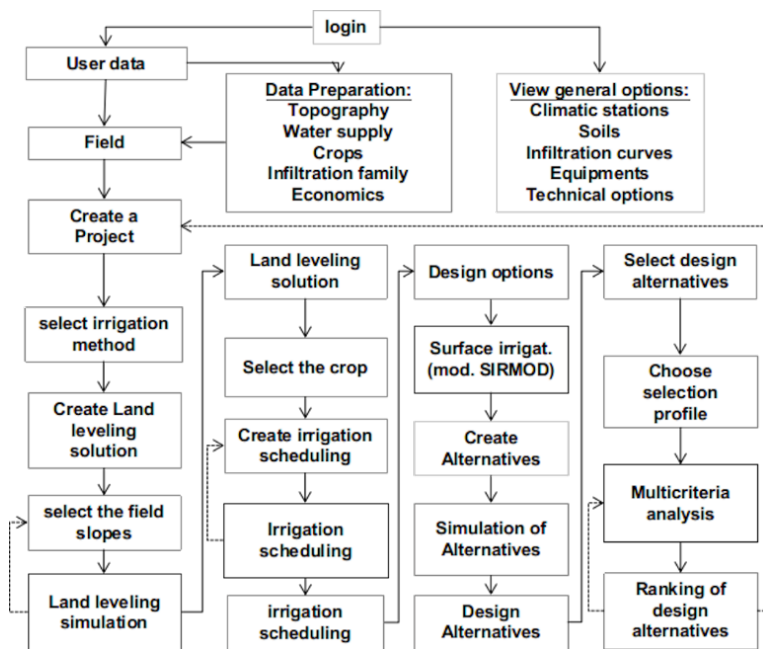 login
User data
Data Preparation:
Topography
Water supply
Crops
Infiltration family
Economics
View general options:
Climatic stations
Soils
Infiltration curves
Equipments
Technical options
Field
Create a
Project
select irrigation
method
Create Land
leveling
solution
select the field
slopes
Land leveling
simulation
Land leveling
solution
Select the crop
Create irrigation
scheduling
Irrigation
scheduling
irrigation
scheduling
Design options
Surface irrigat.
(mod. SIRMOD)
Create
Alternatives
Simulation of
Alternatives
Design
Alternatives
Select design
alternatives
Choose
selection
profile
Multicriteria
analysis
Ranking of
design
alternatives